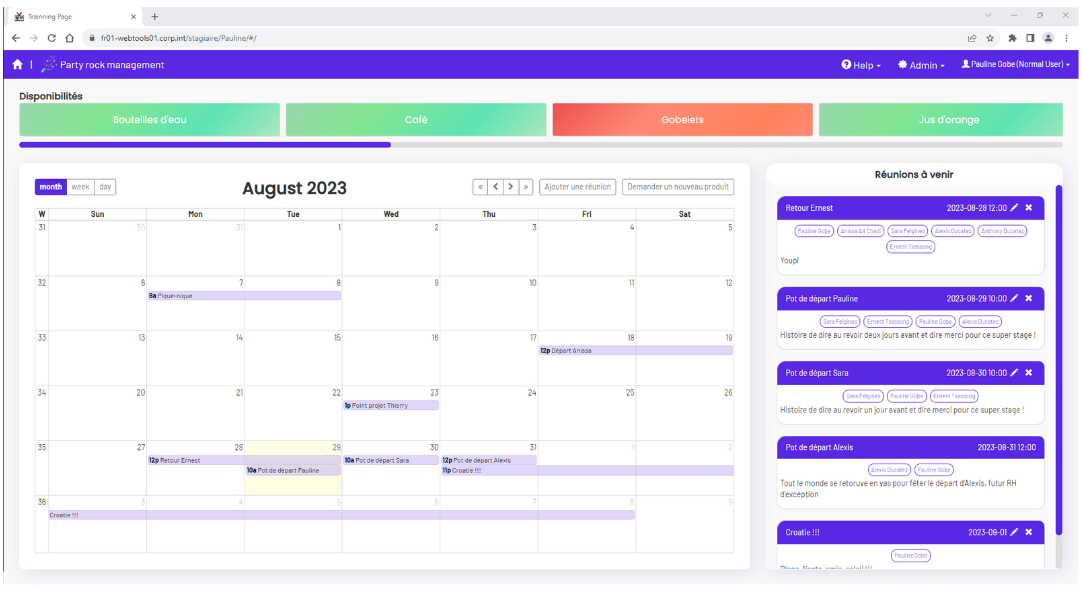 Trainning Page
fr01-webtools01.corp.int/stagiaire/Pauline/#/
Party rock management
Help
Admin
Pauline Gobe (Normal User)
Disponibilités
Bouteilles d'eau
Café
Gobelets
Jus d'orange
month week day
August 2023
« < > »
Ajouter une réunion
Demander un nouveau produit
W Sun Mon Tue Wed Thu Fri Sat
31 30 31 1 2 3 4 5
32 6 7 8 9 10 11 12
8a Pique-nique
33 13 14 15 16 17 18 19
12p Départ Anissa
34 20 21 22 23 24 25 26
1p Point projet Thierry
35 27 28 29 30 31 1 2
12p Retour Ernest
10a Pot de départ Sara
12p Pot de départ Alexis
10a Pot de départ Pauline
11p Croatie !!!
36 3 4 5 6 7 8 9
Croatie !!!
Réunions à venir
Retour Ernest 2023-08-28 12:00
Pauline Gobe Anissa Ait Chadi Sara Felgines Alexis Ducatez Anthony Ducatez
Ernest Tsassong
Youpi
Pot de départ Pauline 2023-08-29 10:00
Sara Felgines Ernest Tsassong Pauline Gobe Alexis Ducatez
Histoire de dire au revoir deux jours avant et dire merci pour ce super stage !
Pot de départ Sara 2023-08-30 10:00
Sara Felgines Pauline Gobe Ernest Tsassong
Histoire de dire au revoir un jour avant et dire merci pour ce super stage !
Pot de départ Alexis 2023-08-31 12:00
Alexis Ducatez Pauline Gobe
Tout le monde se retoruve en vas pour féter le départ d'Alexis, futur RH
d'exception
Croatie !!! 2023-09-01
Pauline Gobe